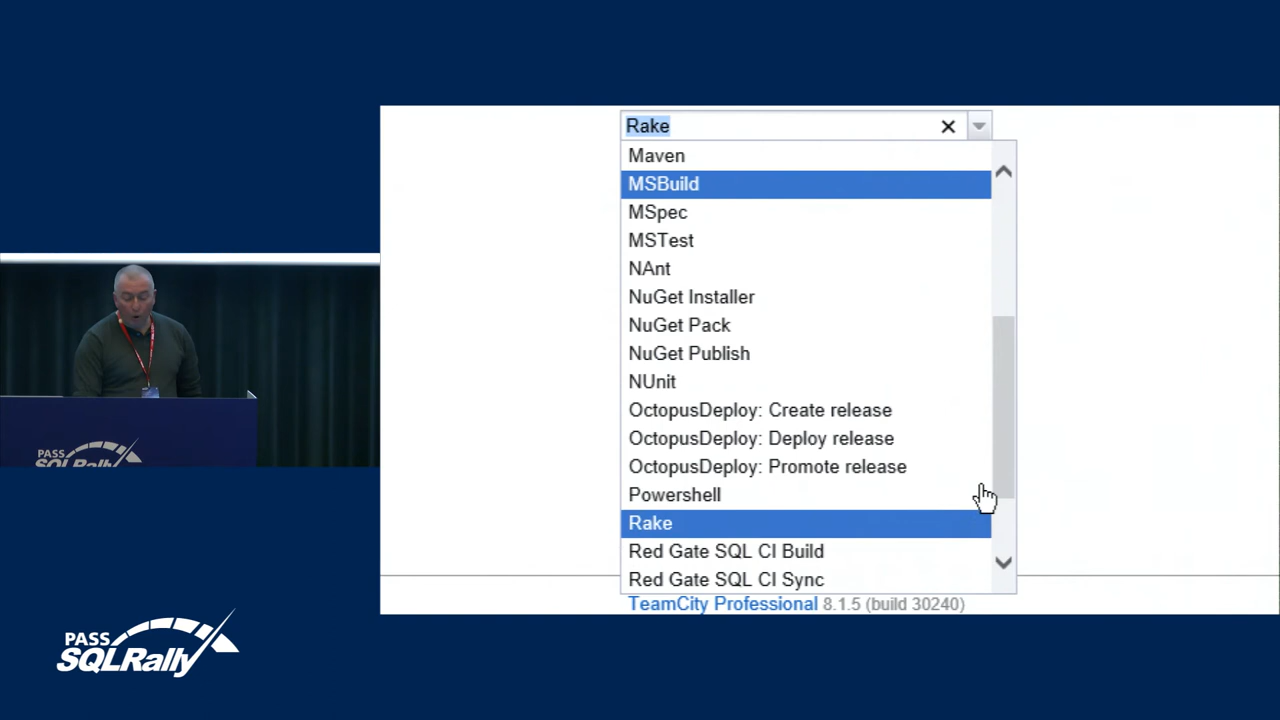 Rake
Maven
MSBuild
MSpec
MSTest
NAnt
NuGet Installer
NuGet Pack
NuGet Publish
NUnit
OctopusDeploy: Create release
OctopusDeploy: Deploy release
OctopusDeploy: Promote release
Powershell
Rake
Red Gate SQL CI Build
Red Gate SQL CI Sync
TeamCity Professional 8.1.5 (build 30240)
PASS
SQLRally
PASS
SQLRally